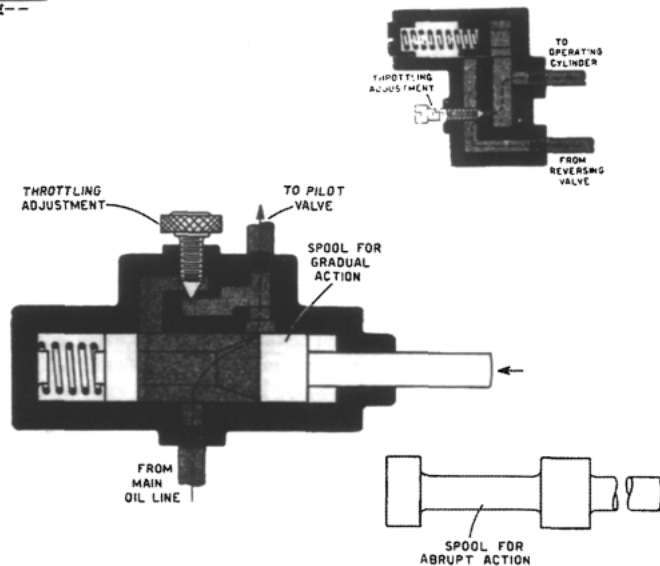 TO
OPERATING
CYLINDER
THROTTLING
ADJUSTMENT
FROM
REVERSING
VALVE
THROTTLING
ADJUSTMENT
TO PILOT
VALVE
SPOOL FOR
GRADUAL
ACTION
FROM
MAIN
OIL LINE
SPOOL FOR
ABRUPT ACTION